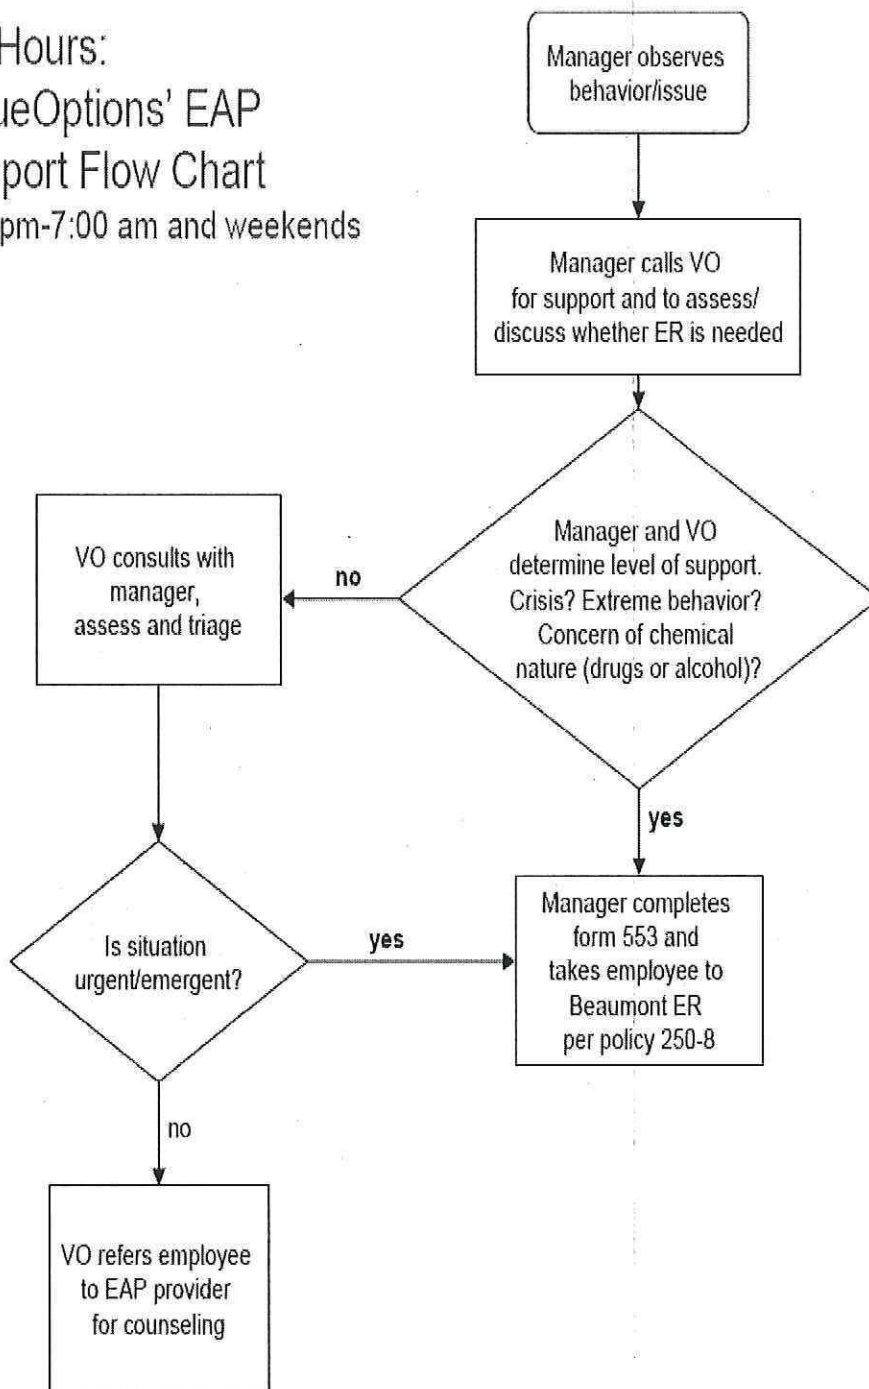 Hours:
ueOptions' EAP
port Flow Chart
pm-7:00 am and weekends
Manager observes
behavior/issue
Manager calls VO
for support and to assess/
discuss whether ER is needed
Manager and VO
determine level of support.
Crisis? Extreme behavior?
Concern of chemical
nature (drugs or alcohol)?
no
VO consults with
manager,
assess and triage
yes
Is situation
urgent/emergent?
yes
Manager completes
form 553 and
takes employee to
Beaumont ER
per policy 250-8
no
VO refers employee
to EAP provider
for counseling